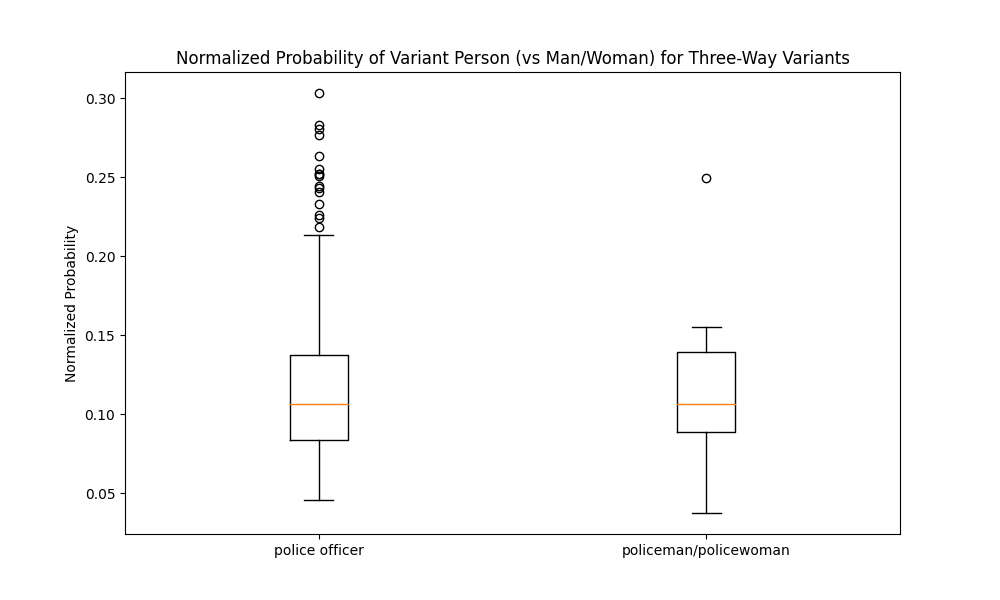 Normalized Probability of Variant Person (vs Man/Woman) for Three-Way Variants
Normalized Probability
0.30
0.25
0.20
0.15
0.10
0.05
police officer
policeman/policewoman